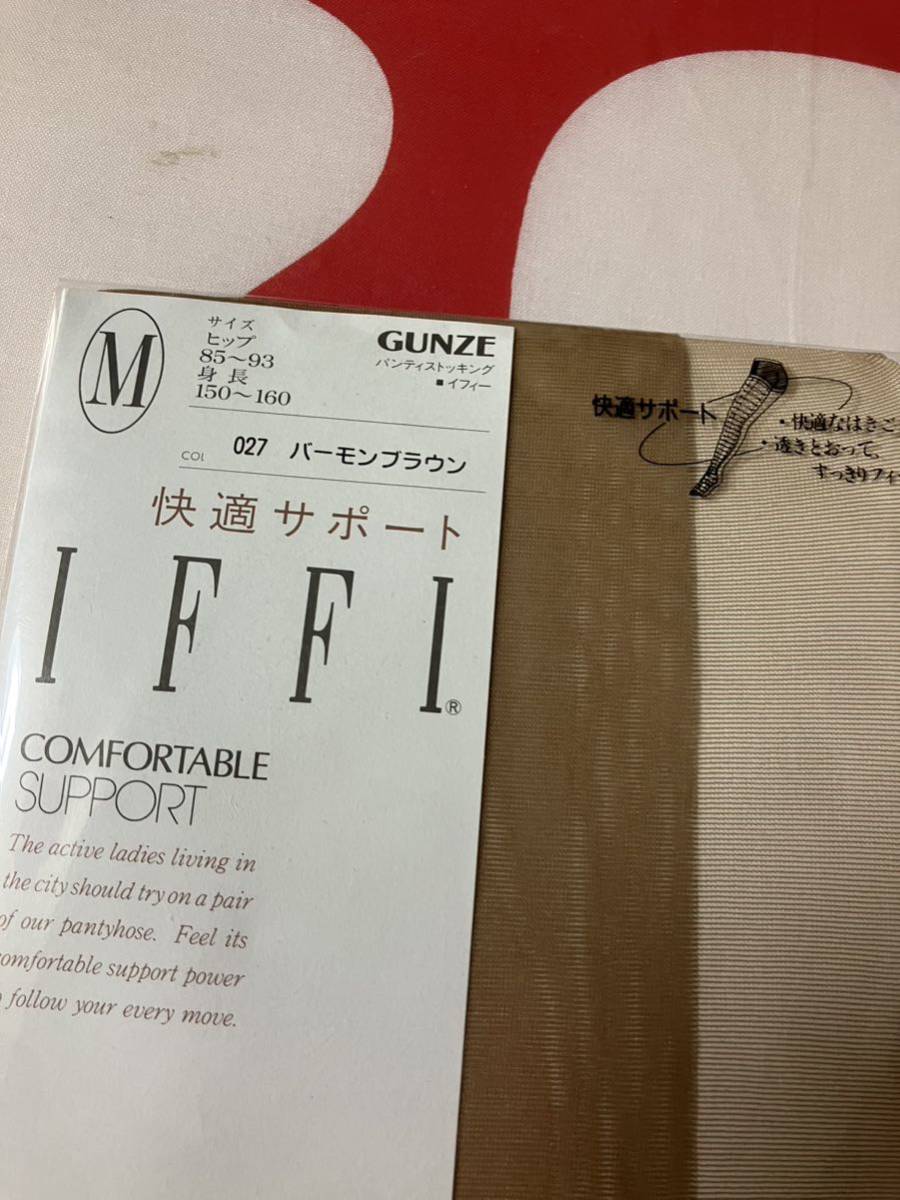 M
サイズ
ヒップ
85～93
身長
150～160
GUNZE
パンティストッキング
■イフィー
COL 027 バーモンブラウン
快適サポート
IFFI®
COMFORTABLE
SUPPORT
The active ladies living in
the city should try on a pair
of our pantyhose. Feel its
comfortable support power
follow your every move.
快適サポート
・快適なはきご
・透きとおって、
すっきりフィ